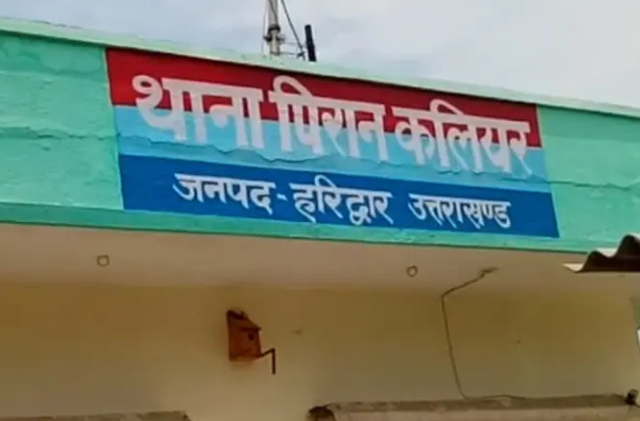 थाना पिरान कलियर
जनपद - हरिद्वार उत्तराखण्ड